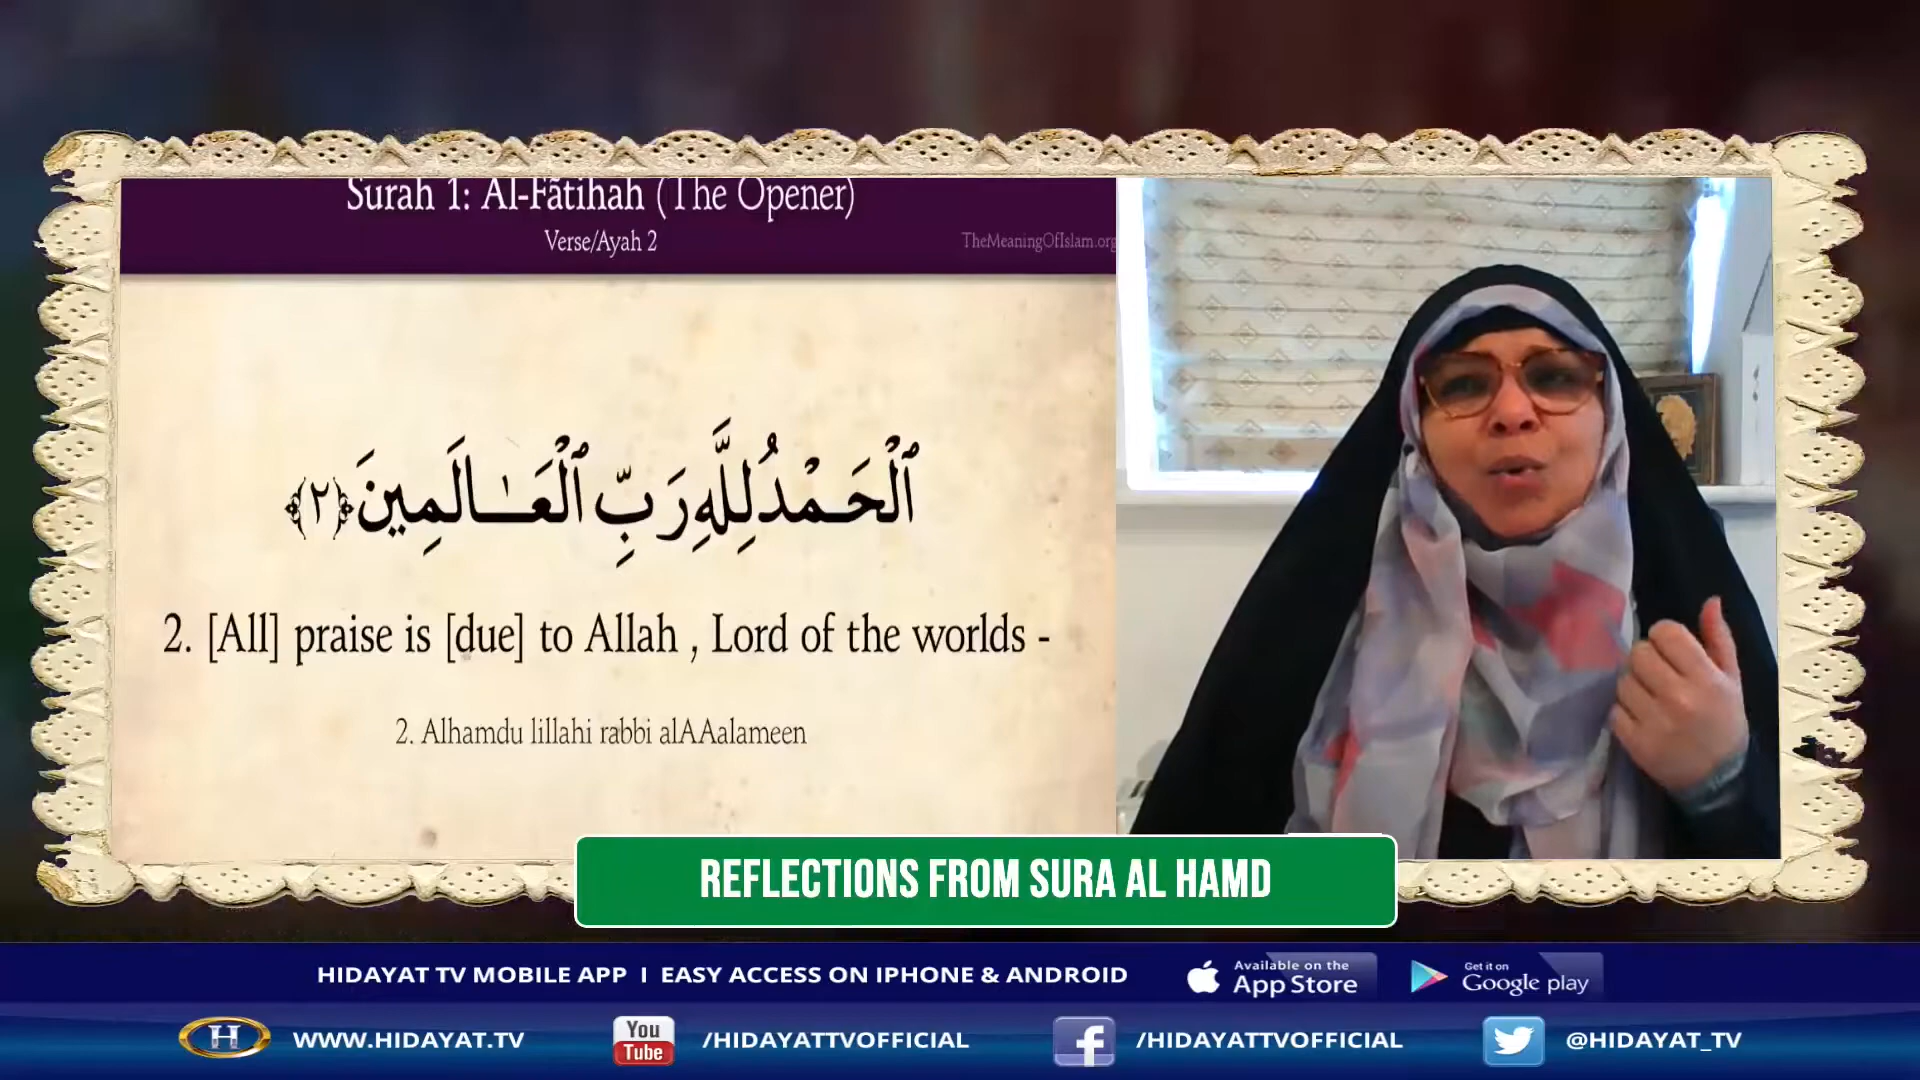 Surah 1: Al-Fãtihah (The Opener)
Verse/Ayah 2
TheMeaningOfIslam.org
ٱلْحَمْدُ لِلَّهِ رَبِّ ٱلْعَـٰلَمِينَ ﴿٢﴾
2. [All] praise is [due] to Allah , Lord of the worlds -
2. Alhamdu lillahi rabbi alAAalameen
REFLECTIONS FROM SURA AL HAMD
HIDAYAT TV MOBILE APP I EASY ACCESS ON IPHONE & ANDROID
Available on the
App Store
Get it on
Google play
H
WWW.HIDAYAT.TV
You
Tube
/HIDAYATTVOFFICIAL
f
/HIDAYATTVOFFICIAL
@HIDAYAT_TV